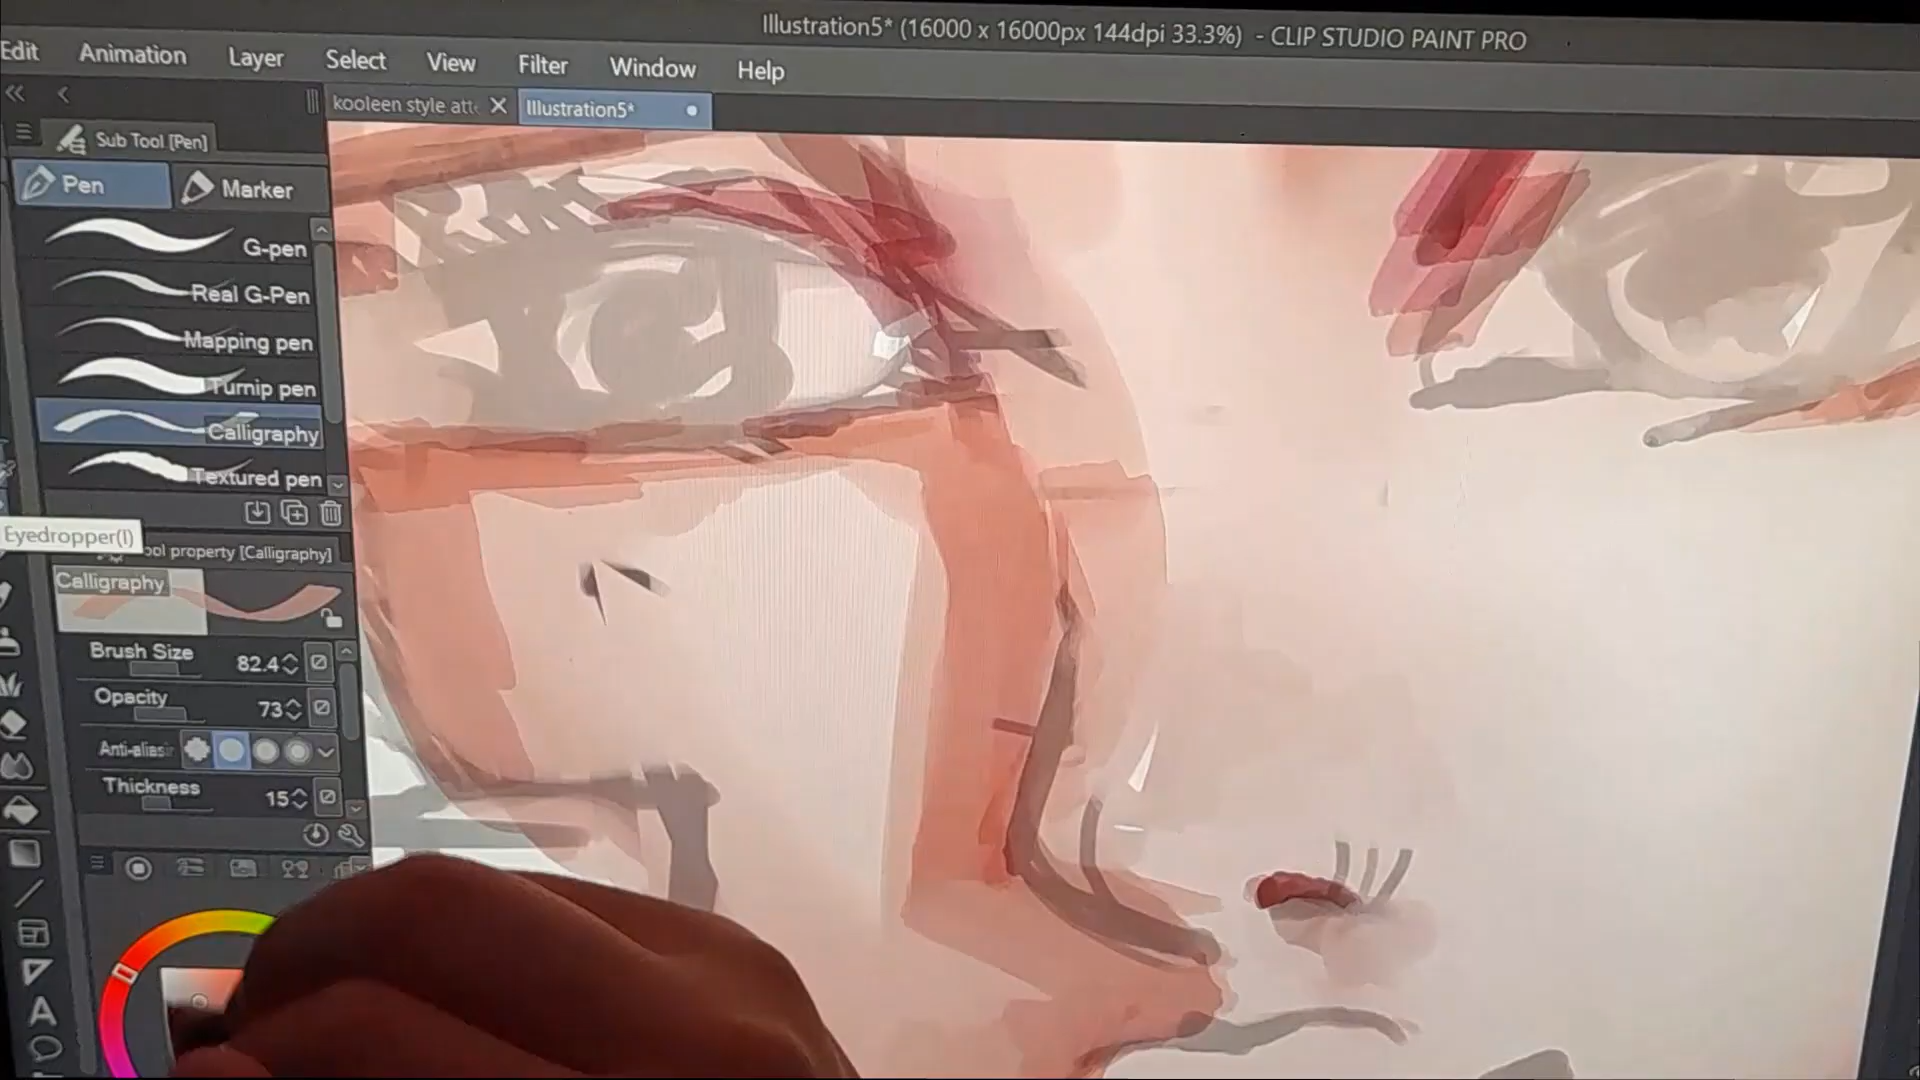 Illustration5* (16000 x 16000px 144dpi 33.3%) - CLIP STUDIO PAINT PRO
Edit Animation Layer Select View Filter Window Help
kooleen style att Illustration5*
Sub Tool [Pen]
Pen Marker
G-pen
Real G-Pen
Mapping pen
Turnip pen
Calligraphy
Textured pen
Eyedropper(I)
ool property [Calligraphy]
Calligraphy
Brush Size 82.4
Opacity 73
Anti-aliasi
Thickness 15
A